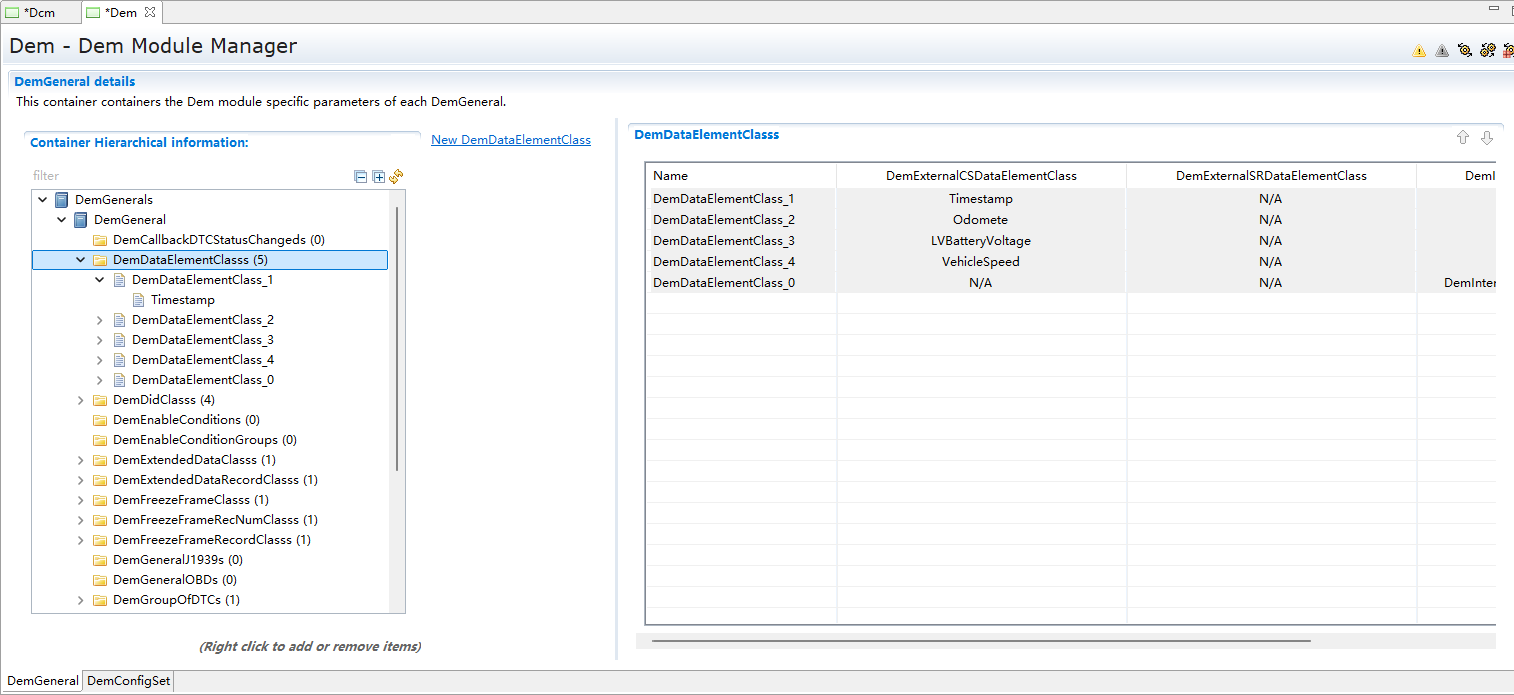 *Dcm
*Dem
Dem - Dem Module Manager
DemGeneral details
This container containers the Dem module specific parameters of each DemGeneral.
Container Hierarchical information:
New DemDataElementClass
filter
DemGenerals
DemGeneral
DemCallbackDTCStatusChangeds (0)
DemDataElementClasss (5)
DemDataElementClass_1
Timestamp
DemDataElementClass_2
DemDataElementClass_3
DemDataElementClass_4
DemDataElementClass_0
DemDidClasss (4)
DemEnableConditions (0)
DemEnableConditionGroups (0)
DemExtendedDataClasss (1)
DemExtendedDataRecordClasss (1)
DemFreezeFrameClasss (1)
DemFreezeFrameRecNumClasss (1)
DemFreezeFrameRecordClasss (1)
DemGeneralJ1939s (0)
DemGeneralOBDs (0)
DemGroupOfDTCs (1)
(Right click to add or remove items)
DemDataElementClasss
Name DemExternalCSDataElementClass DemExternalSRDataElementClass DemI
DemDataElementClass_1 Timestamp N/A
DemDataElementClass_2 Odomete N/A
DemDataElementClass_3 LVBatteryVoltage N/A
DemDataElementClass_4 VehicleSpeed N/A
DemDataElementClass_0 N/A N/A DemInter
DemGeneral DemConfigSet